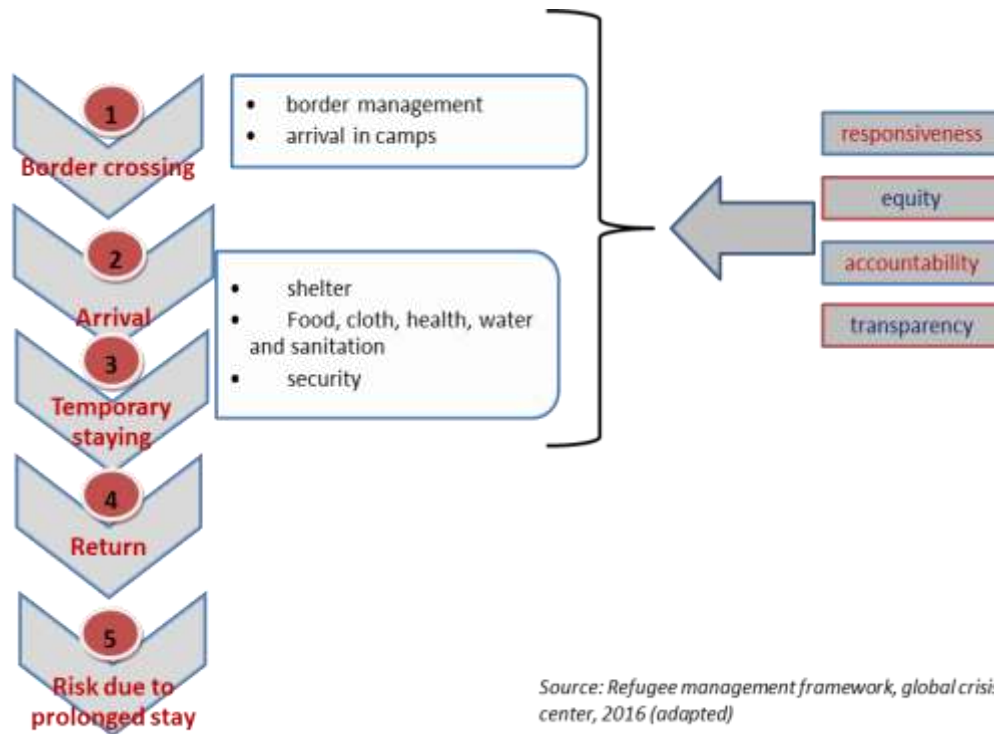 1
Border crossing
• border management
• arrival in camps
2
Arrival
3
Temporary
staying
• shelter
• Food, cloth, health, water
and sanitation
• security
4
Return
5
Risk due to
prolonged stay
responsiveness
equity
accountability
transparency
Source: Refugee management framework, global crisis
center, 2016 (adapted)